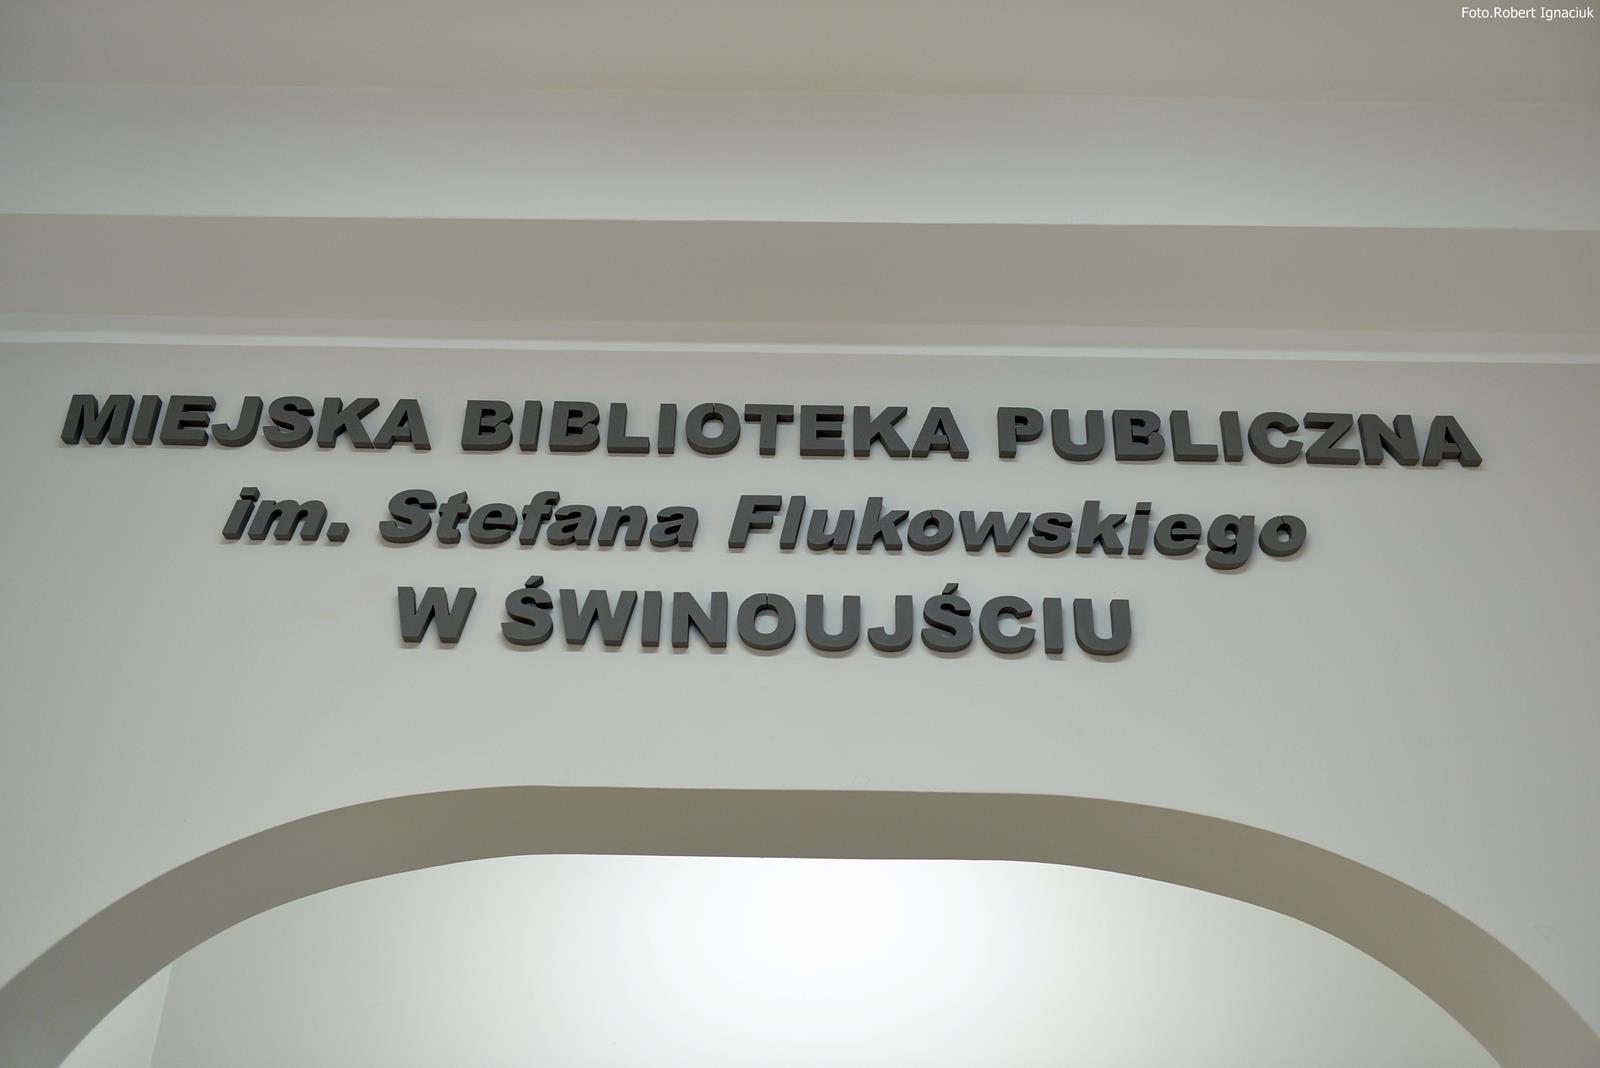 Foto.Robert Ignaciuk
MIEJSKA BIBLIOTEKA PUBLICZNA
im. Stefana Flukowskiego
W ŚWINOUJŚCIU